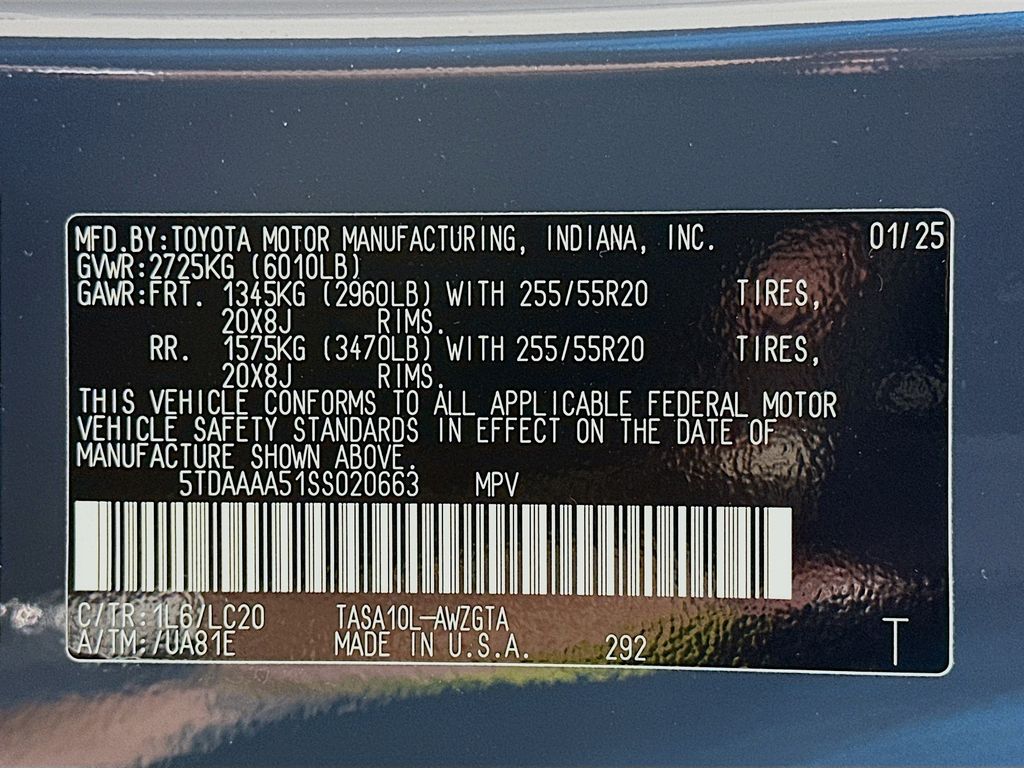 MFD.BY:TOYOTA MOTOR MANUFACTURING, INDIANA, INC. 01/25
GVWR:2725KG (6010LB)
GAWR:FRT. 1345KG (2960LB) WITH 255/55R20 TIRES,
20X8J RIMS.
RR. 1575KG (3470LB) WITH 255/55R20 TIRES,
20X8J RIMS.
THIS VEHICLE CONFORMS TO ALL APPLICABLE FEDERAL MOTOR
VEHICLE SAFETY STANDARDS IN EFFECT ON THE DATE OF
MANUFACTURE SHOWN ABOVE.
5TDAAAA51SS020663 MPV
C/TR:1L6/LC20 TASA10L-AWZGTA
A/TM:/UA81E MADE IN U.S.A. 292 T